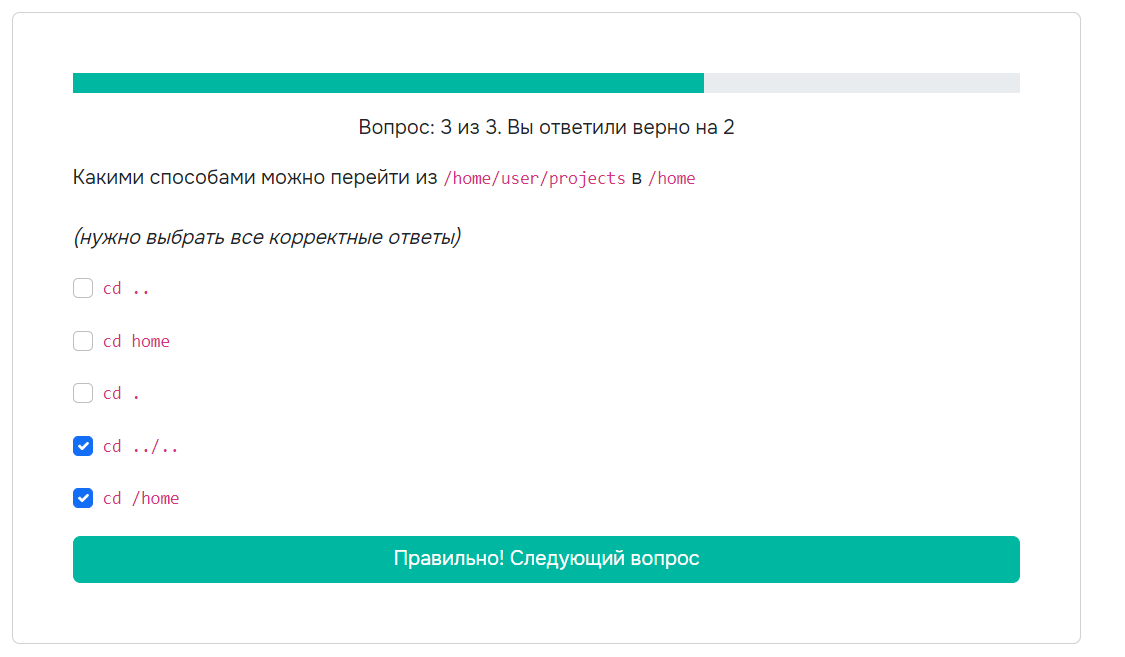 Вопрос: 3 из 3. Вы ответили верно на 2
Какими способами можно перейти из /home/user/projects в /home
(нужно выбрать все корректные ответы)
cd ..
cd home
cd .
cd ../..
cd /home
Правильно! Следующий вопрос